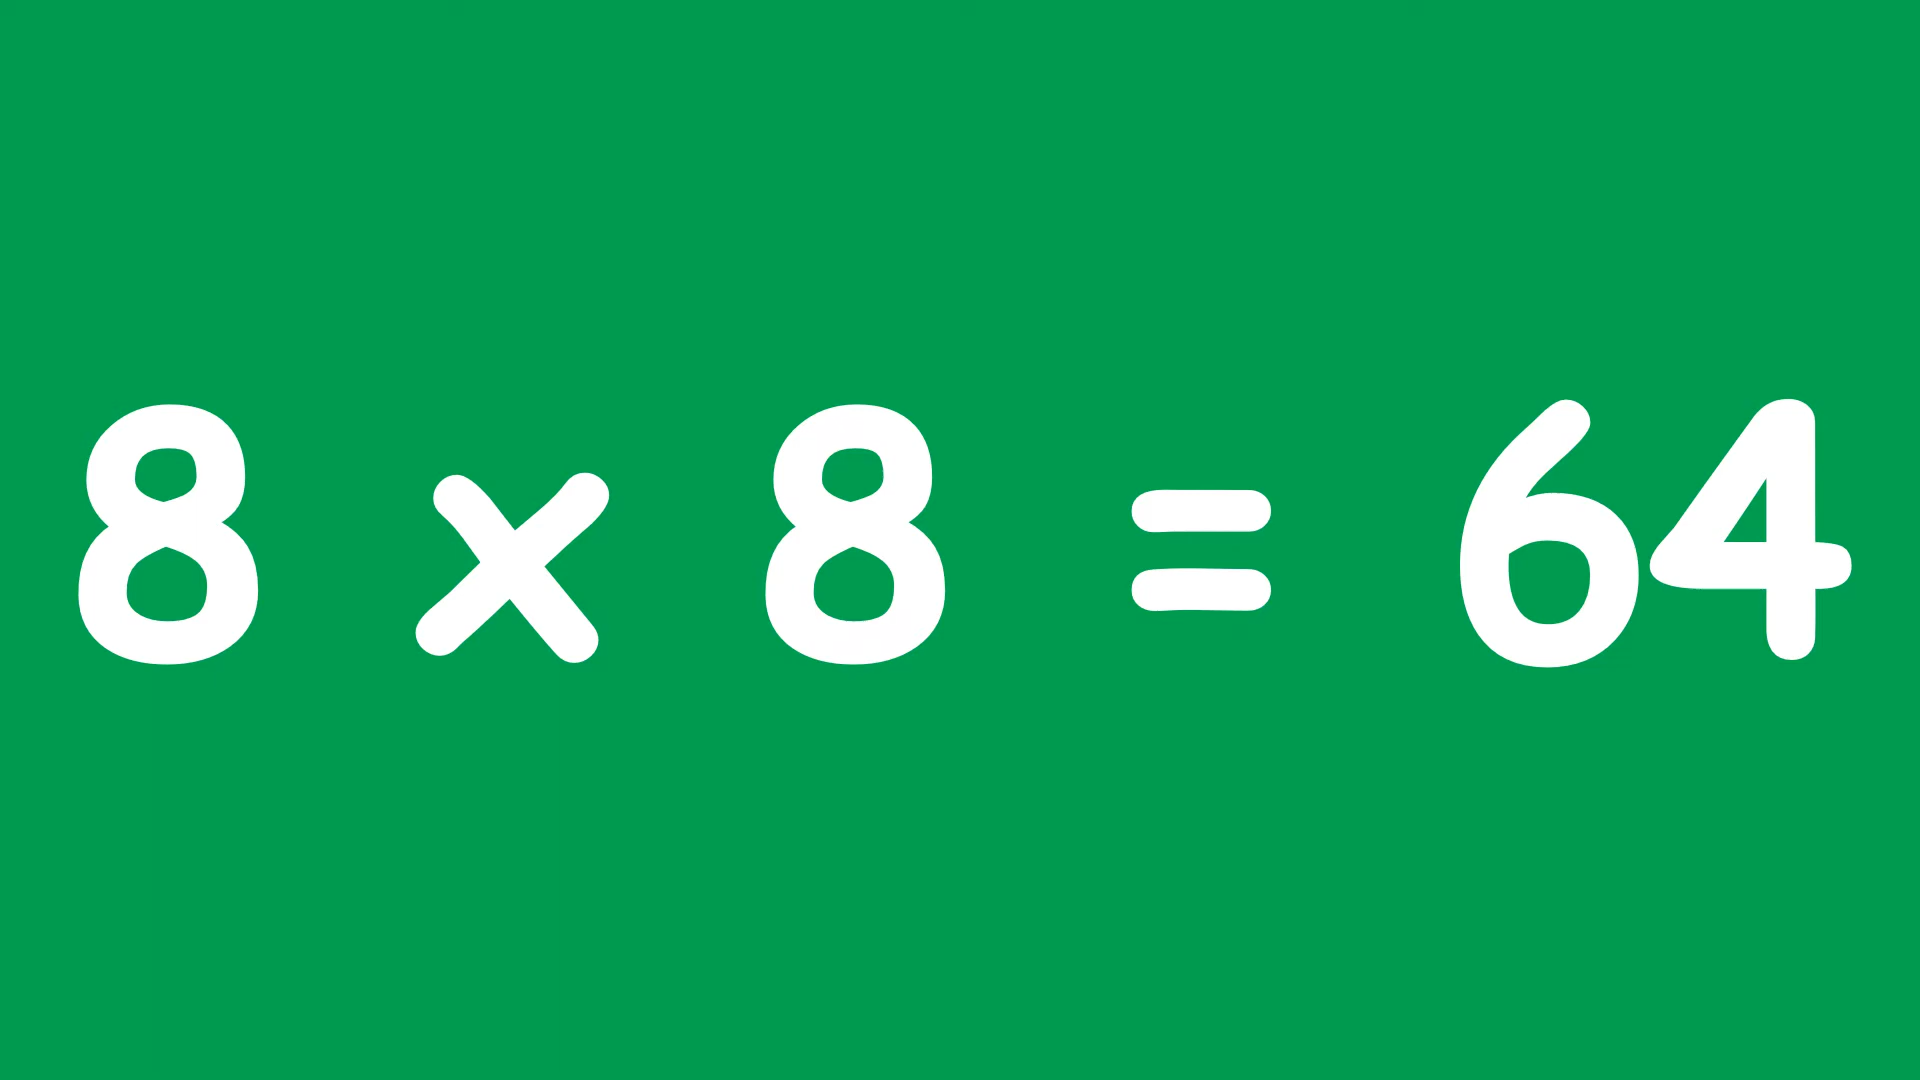 8 × 8 = 64